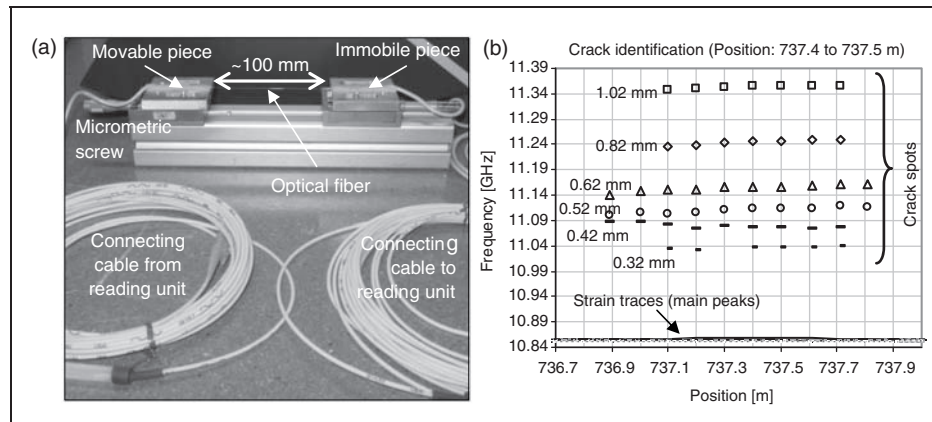 (a)
Movable piece
Immobile piece
~100 mm
Micrometric
screw
Optical fiber
Connecting
cable from
reading unit
Connecting
cable to
reading unit
(b)
Crack identification (Position: 737.4 to 737.5 m)
Frequency [GHz]
11.39
11.34
11.29
11.24
11.19
11.14
11.09
11.04
10.99
10.94
10.89
10.84
1.02 mm
0.82 mm
0.62 mm
0.52 mm
0.42 mm
0.32 mm
Crack spots
Strain traces (main peaks)
736.7 736.9 737.1 737.3 737.5 737.7 737.9
Position [m]